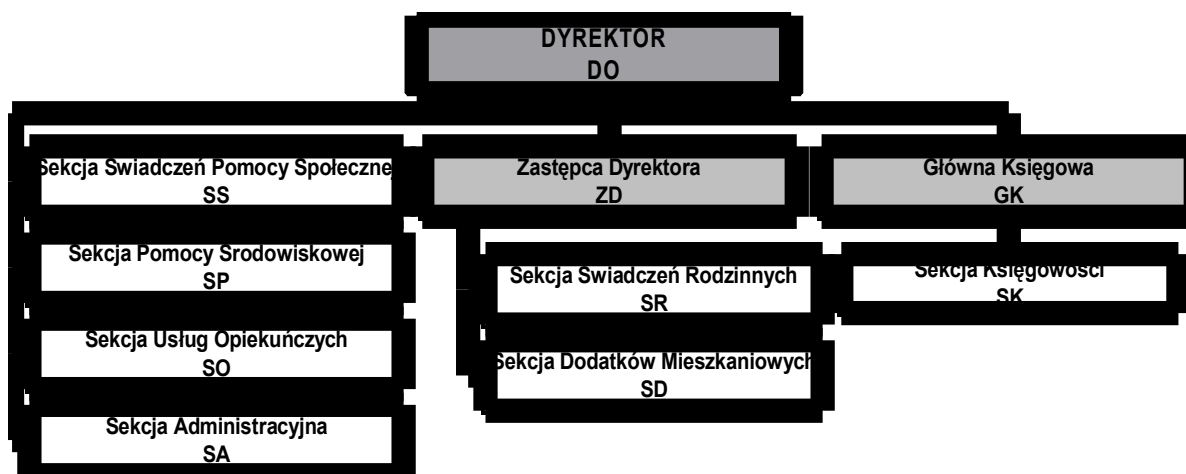 DYREKTOR
DO
Sekcja Swiadczeń Pomocy Społeczne
SS
Zastępca Dyrektora
ZD
Główna Księgowa
GK
Sekcja Pomocy Srodowiskowej
SP
Sekcja Swiadczeń Rodzinnych
SR
Sekcja Księgowosci
SK
Sekcja Usług Opiekuńczych
SO
Sekcja Dodatków Mieszkaniowych
SD
Sekcja Administracyjna
SA